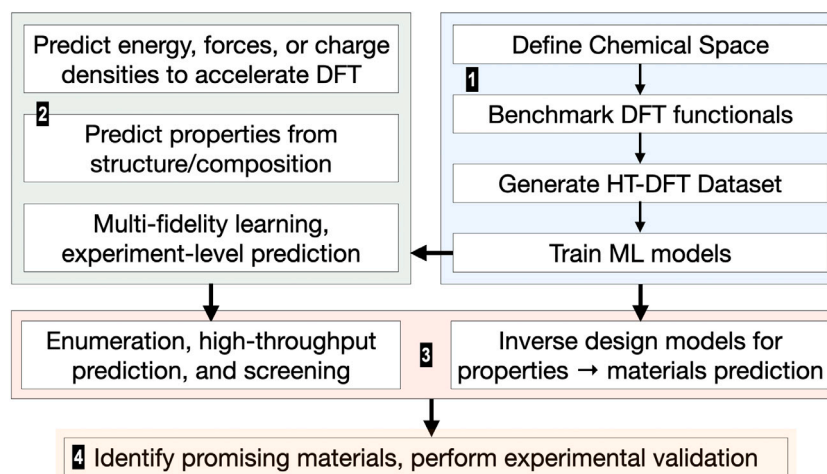 Predict energy, forces, or charge
densities to accelerate DFT
2
Predict properties from
structure/composition
Multi-fidelity learning,
experiment-level prediction
Define Chemical Space
1
Benchmark DFT functionals
Generate HT-DFT Dataset
Train ML models
Enumeration, high-throughput
prediction, and screening
3
Inverse design models for
properties → materials prediction
4 Identify promising materials, perform experimental validation